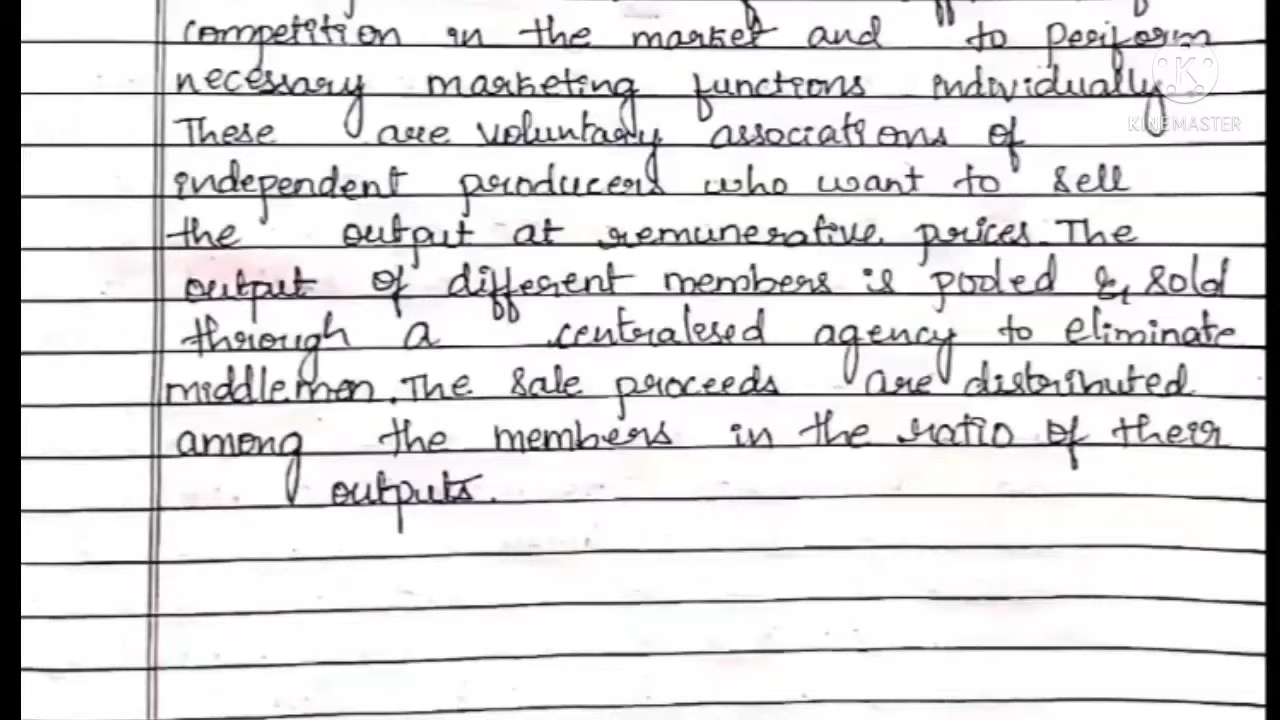 competition in the market and to perform
necessary marketing functions individually
KINEMASTER
These are voluntary associations of
independent producers who want to sell
the output at remunerative prices. The
output of different members is pooled & sold
through a centralesed agency to eliminate
middlemen. The sale proceeds are distributed
among the members in the ratio of their
outputs.